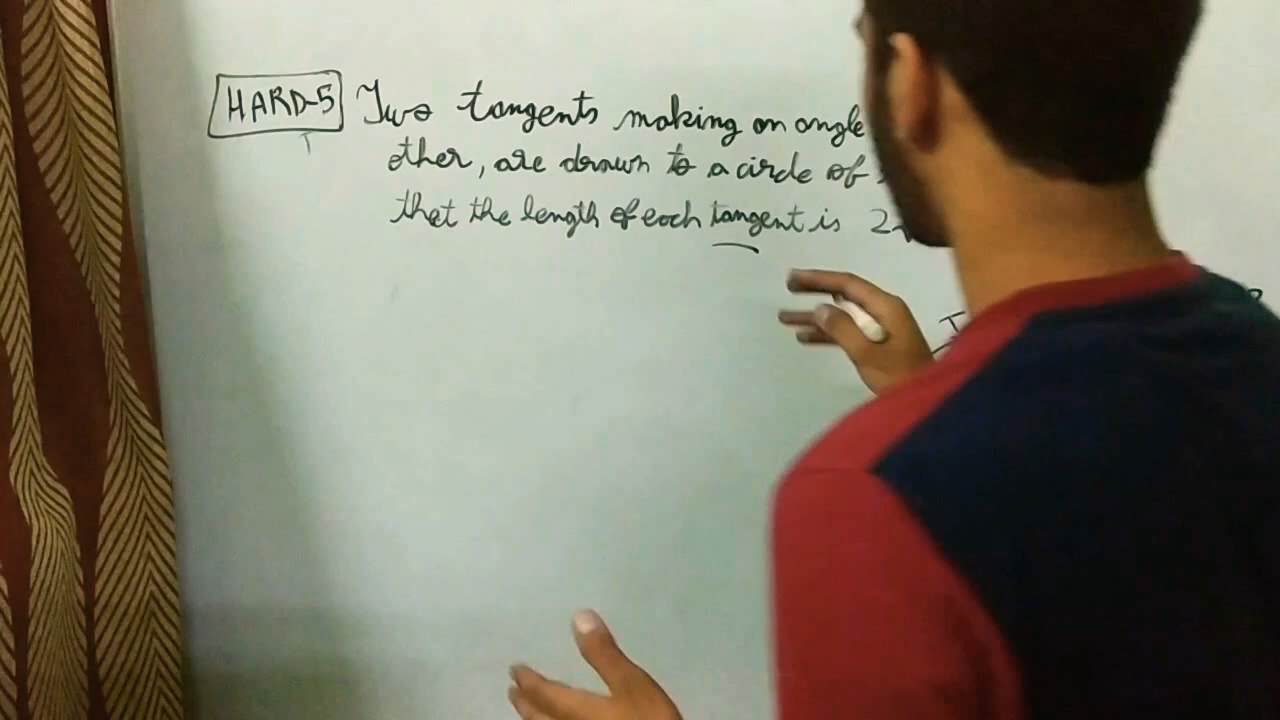 HARD-5 Two tangents making an angle
other, are drawn to a circle of
that the length of each tangent is 2√